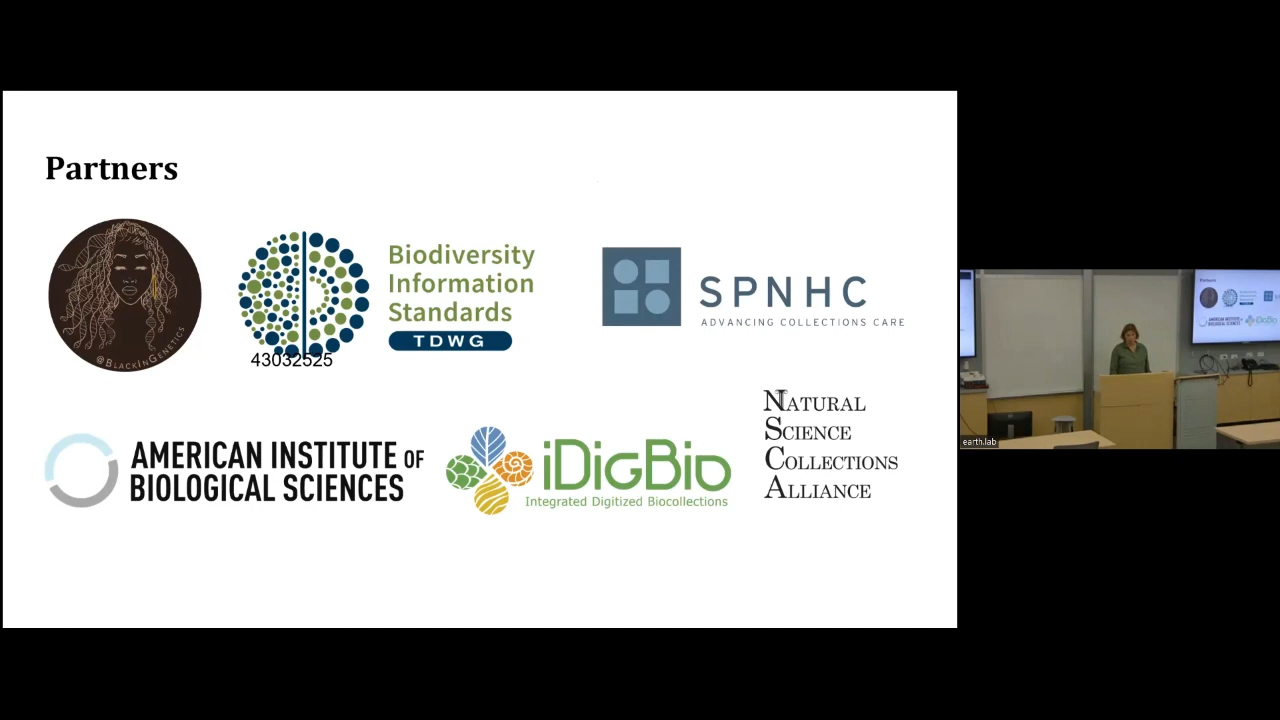 Partners
@BLACKINGENETICS
Biodiversity
Information
Standards
TDWG
43032525
SPNHC
ADVANCING COLLECTIONS CARE
AMERICAN INSTITUTE OF
BIOLOGICAL SCIENCES
iDigBio
Integrated Digitized Biocollections
NATURAL
SCIENCE
COLLECTIONS
ALLIANCE
earth.lab